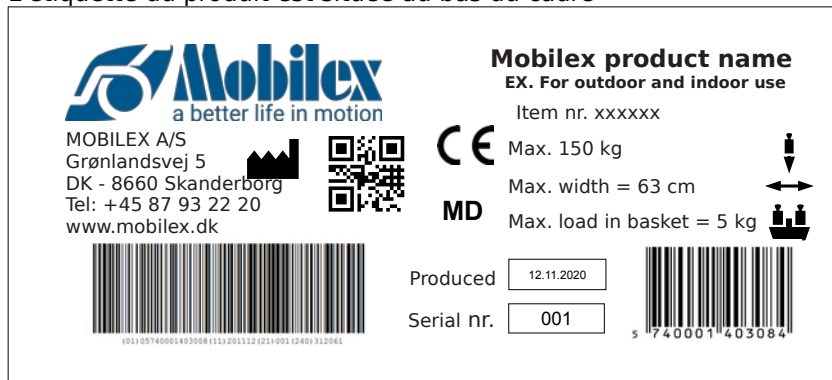 L'étiquette du produit est située au bas du cadre
Mobilex
a better life in motion
MOBILEX A/S
Grønlandsvej 5
DK - 8660 Skanderborg
Tel: +45 87 93 22 20
www.mobilex.dk
(01) 05740001403008 (11) 201112 (21) 001 (240) 312061
Mobilex product name
EX. For outdoor and indoor use
Item nr. xxxxxx
CE
Max. 150 kg
Max. width = 63 cm
MD
Max. load in basket = 5 kg
Produced 12.11.2020
Serial nr. 001
5 740001 403084